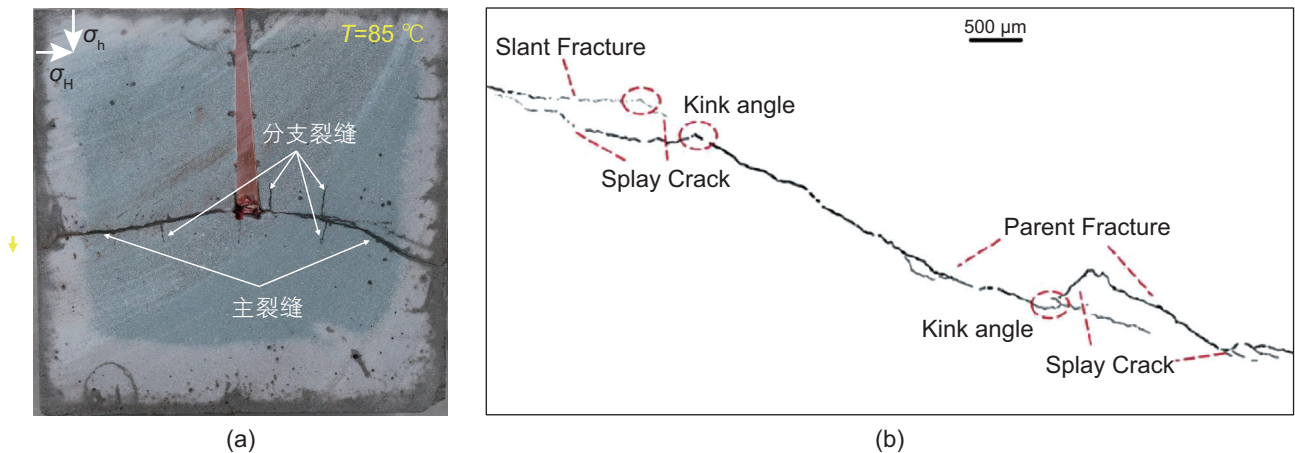 σh
σH
T=85 ℃
分支裂缝
主裂缝
(a)
500 μm
Slant Fracture
Kink angle
Splay Crack
Parent Fracture
Kink angle
Splay Crack
(b)